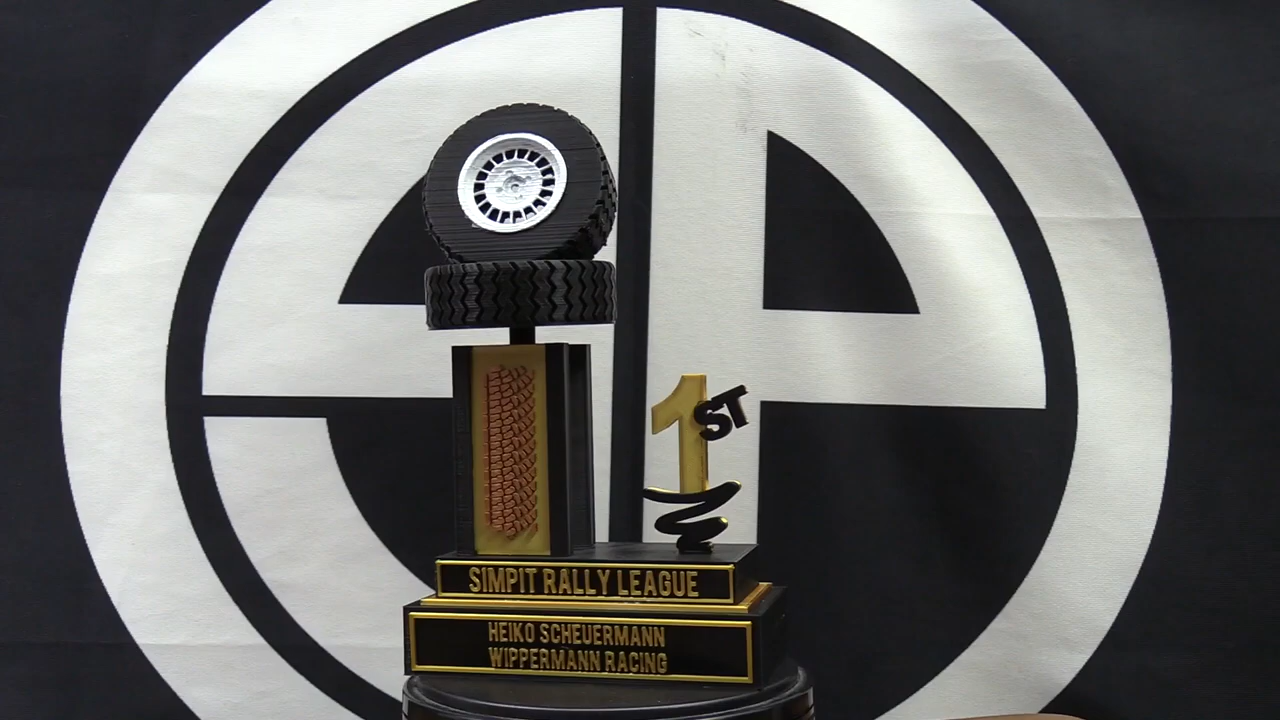 1ST
SIMPIT RALLY LEAGUE
HEIKO SCHEUERMANN
WIPPERMANN RACING